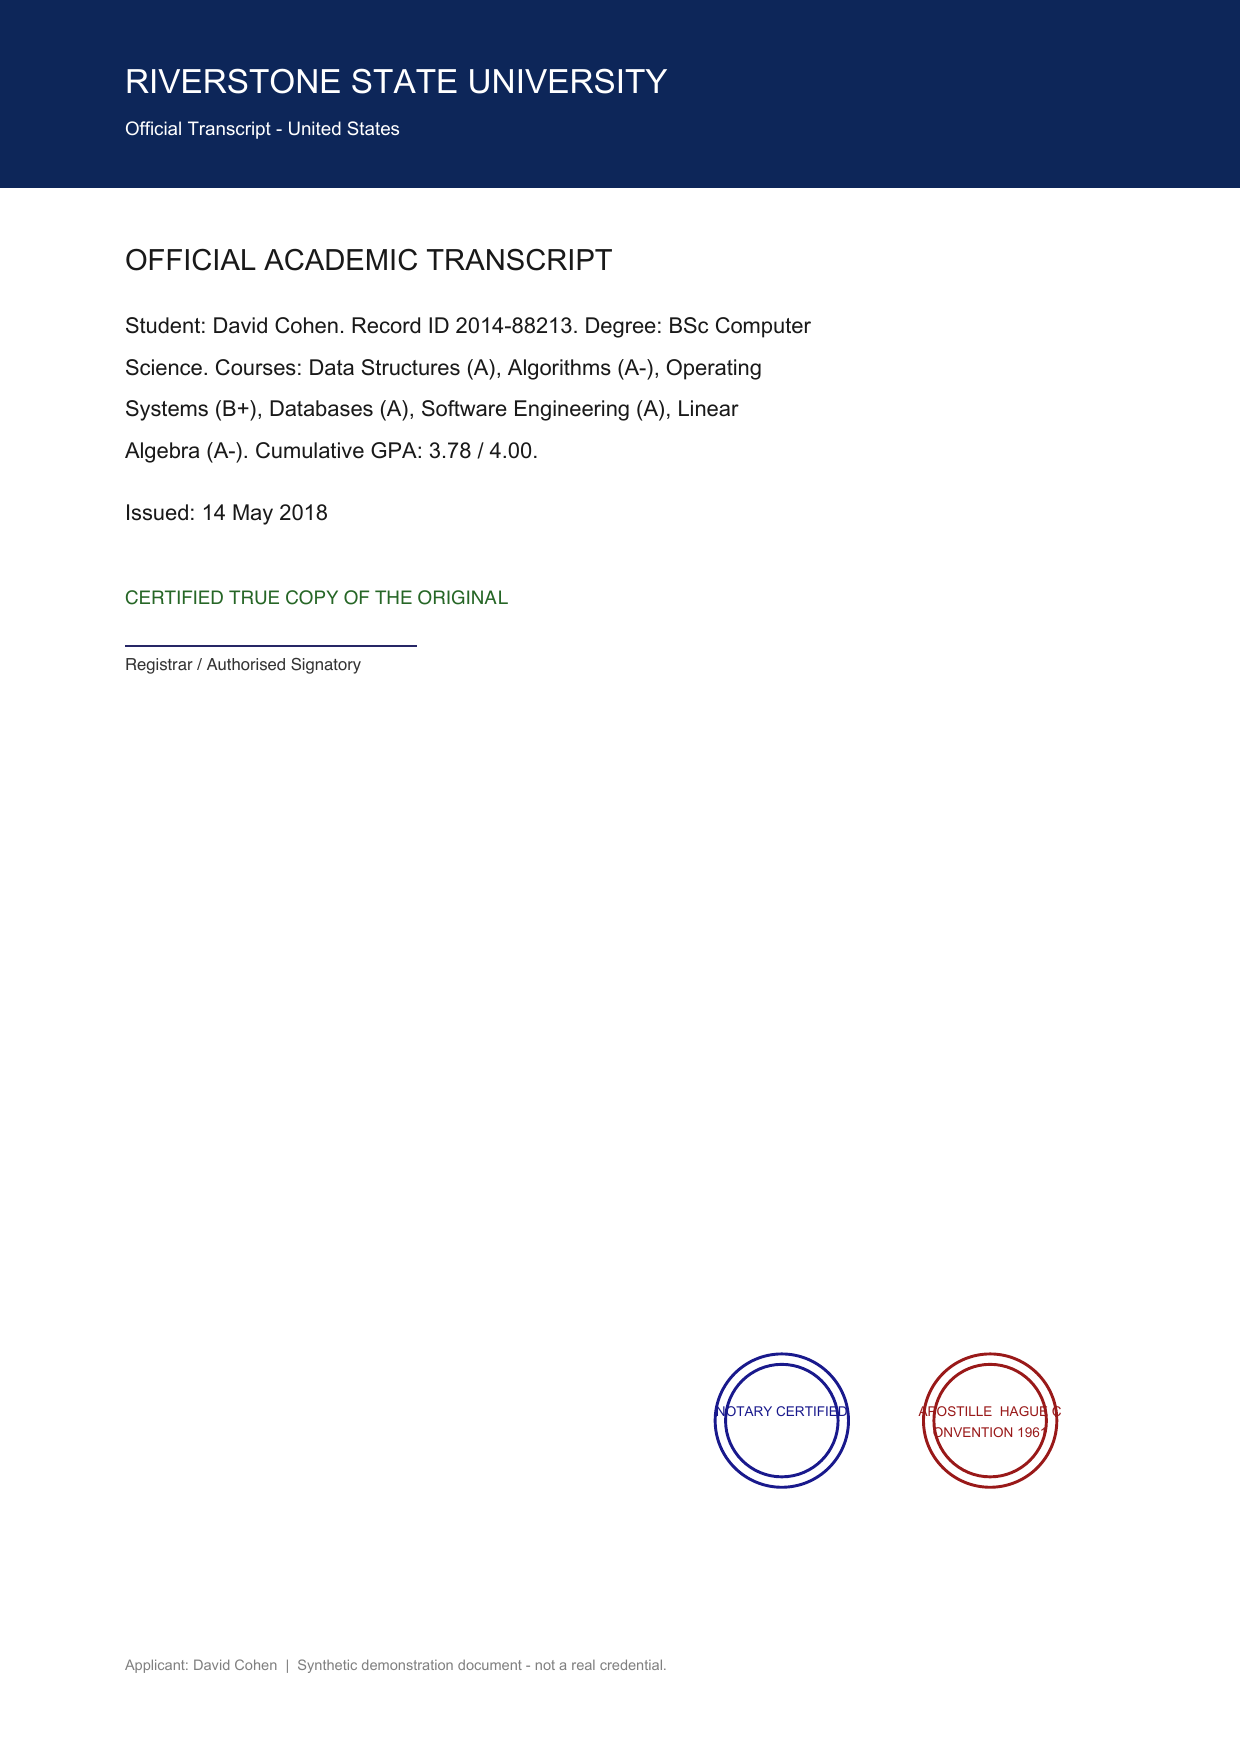 RIVERSTONE STATE UNIVERSITY
Official Transcript - United States
OFFICIAL ACADEMIC TRANSCRIPT
Student: David Cohen. Record ID 2014-88213. Degree: BSc Computer
Science. Courses: Data Structures (A), Algorithms (A-), Operating
Systems (B+), Databases (A), Software Engineering (A), Linear
Algebra (A-). Cumulative GPA: 3.78 / 4.00.
Issued: 14 May 2018
CERTIFIED TRUE COPY OF THE ORIGINAL
Registrar / Authorised Signatory
NOTARY CERTIFIED
APOSTILLE  HAGUE C
ONVENTION 1961
Applicant: David Cohen  |  Synthetic demonstration document - not a real credential.